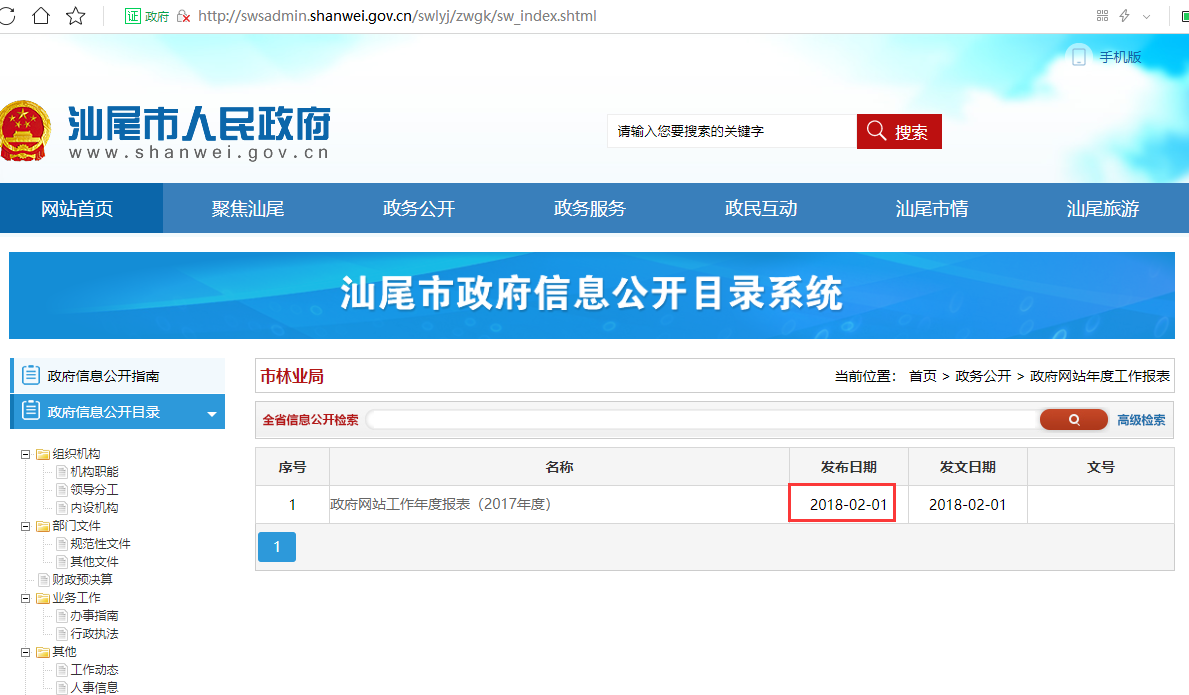 证 政府 http://swsadmin.shanwei.gov.cn/swlyj/zwgk/sw_index.shtml
手机版
汕尾市人民政府
www.shanwei.gov.cn
请输入您要搜索的关键字 搜索
网站首页 聚焦汕尾 政务公开 政务服务 政民互动 汕尾市情 汕尾旅游
汕尾市政府信息公开目录系统
政府信息公开指南
政府信息公开目录
组织机构
机构职能
领导分工
内设机构
部门文件
规范性文件
其他文件
财政预决算
业务工作
办事指南
行政执法
其他
工作动态
人事信息
市林业局 当前位置： 首页 > 政务公开 > 政府网站年度工作报表
全省信息公开检索 高级检索
序号 名称 发布日期 发文日期 文号
1 政府网站工作年度报表（2017年度） 2018-02-01 2018-02-01
1